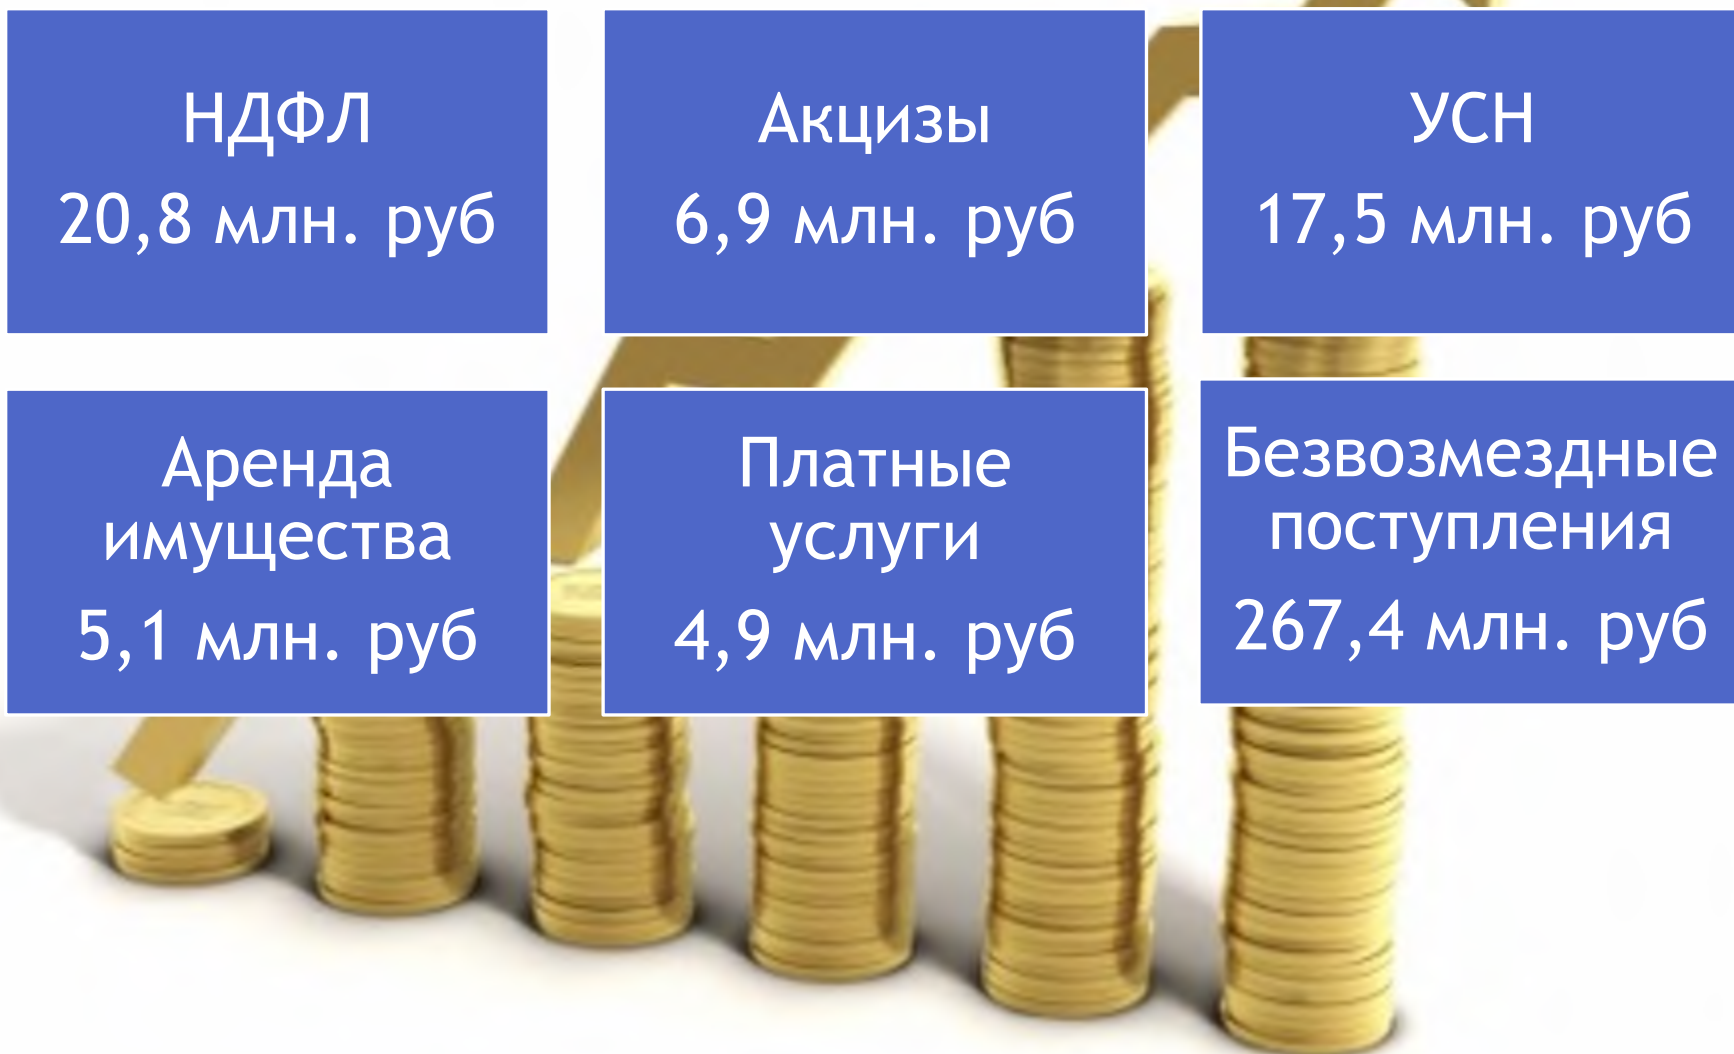 НДФЛ
20,8 млн. руб
Акцизы
6,9 млн. руб
УСН
17,5 млн. руб
Аренда
имущества
5,1 млн. руб
Платные
услуги
4,9 млн. руб
Безвозмездные
поступления
267,4 млн. руб